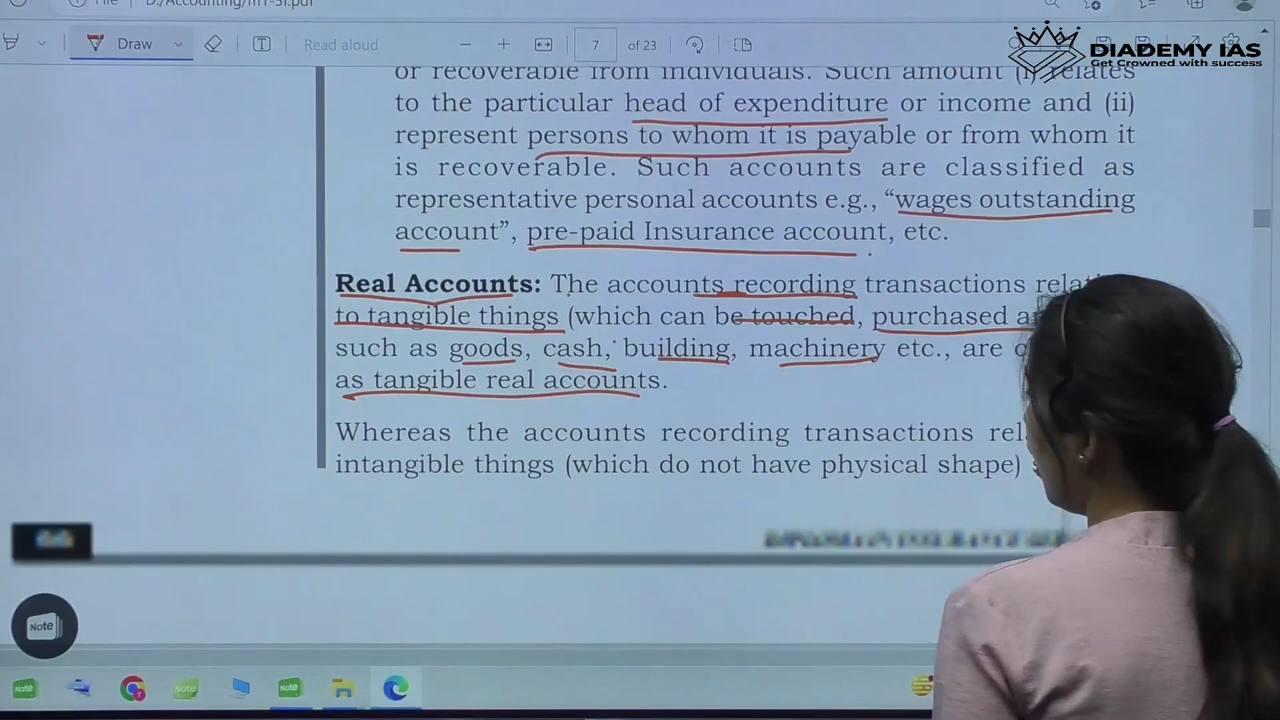 File
D:/Accounting/m1-SI.pdf
Draw
Read aloud
7
of 23
DIADEMY IAS
Get Crowned with success
or recoverable from individuals. Such amount (i) relates
to the particular head of expenditure or income and (ii)
represent persons to whom it is payable or from whom it
is recoverable. Such accounts are classified as
representative personal accounts e.g., “wages outstanding
account”, pre-paid Insurance account, etc.
Real Accounts: The accounts recording transactions
to tangible things (which can be touched, purchased
such as goods, cash, building, machinery etc., are
as tangible real accounts.
Whereas the accounts recording transactions
intangible things (which do not have physical shape)
Note
Note
Note
Note